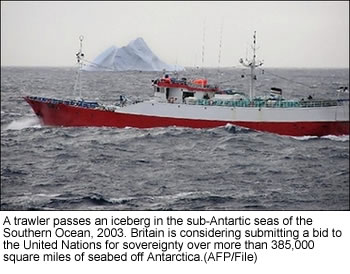 A trawler passes an iceberg in the sub-Antartic seas of the
Southern Ocean, 2003. Britain is considering submitting a bid to
the United Nations for sovereignty over more than 385,000
square miles of seabed off Antarctica.(AFP/File)